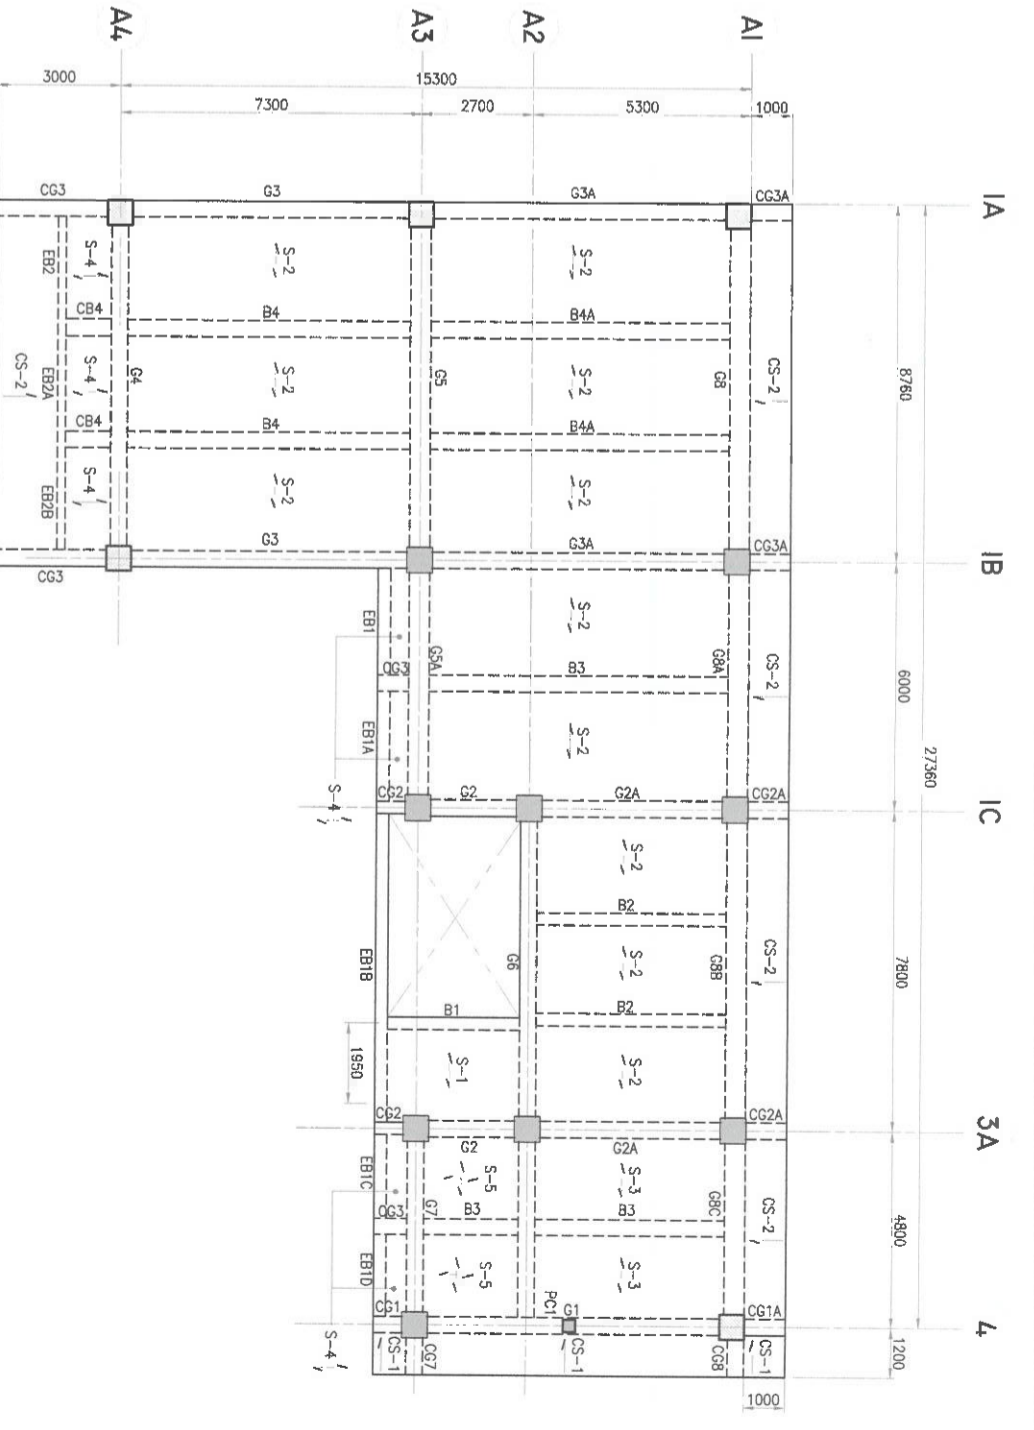 A4
A3
A2
A1
3000
15300
7300
2700
5300
1000
1A
CG3
G3
G3A
CG3A
EB2
S-4
S-2
S-2
8760
CB4
B4
B4A
CS-2
EB2A
S-4
G4
S-2
G5
S-2
G8
CS-2
CB4
B4
B4A
EB2B
S-4
S-2
S-2
CG3
G3
G3A
CG3A
1B
EB1
S-2
6000
CG3
G5A
B3
G8A
CS-2
27360
EB1A
S-2
S-4
CG2
G2
G2A
CG2A
1C
S-2
B2
EB1B
G6
S-2
G8B
CS-2
7800
B1
B2
1950
S-1
S-2
CG2
CG2A
3A
G2
G2A
EB1C
S-5
S-3
CG3
G7
B3
B3
G8C
CS-2
4800
EB1D
S-5
S-3
CG1
PC1
G1
CG1A
4
S-4
CS-1
CG7
CS-1
CG8
CS-1
1200
1000